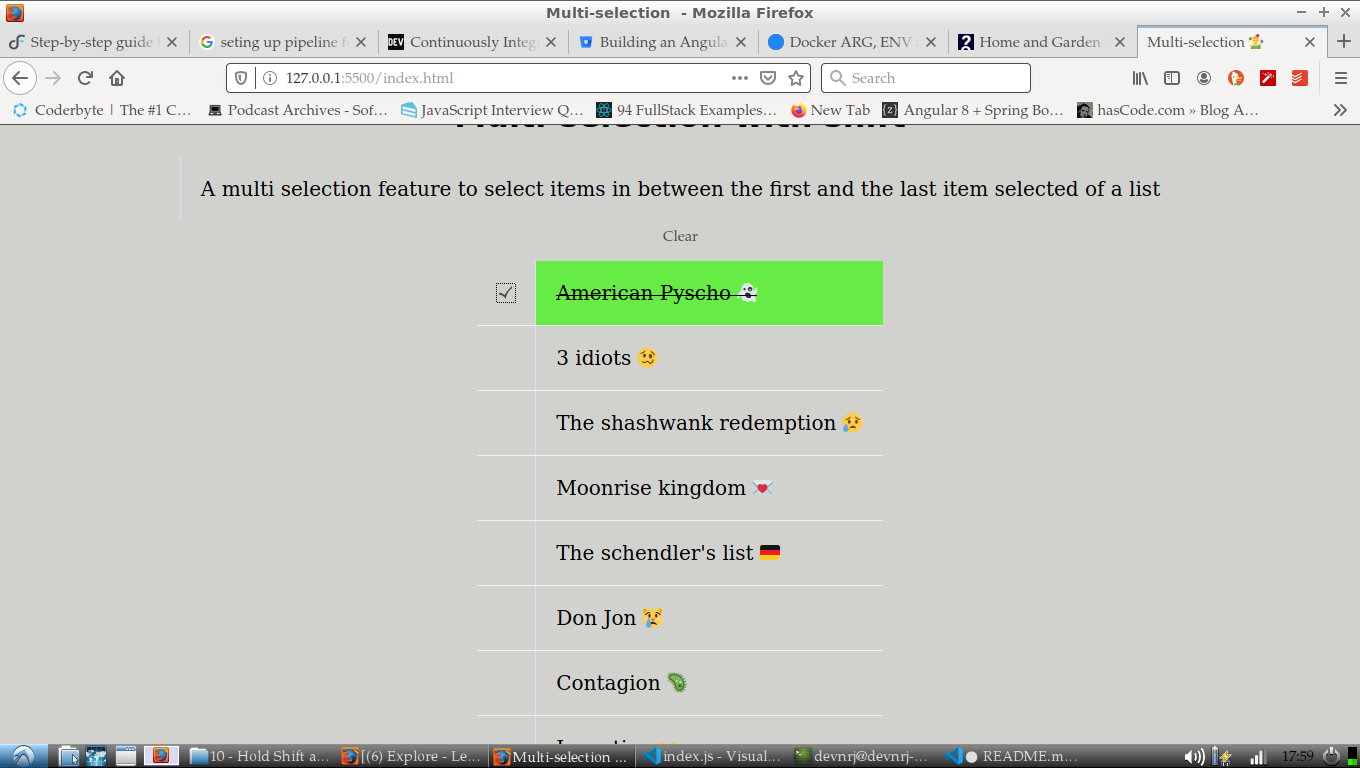 Multi-selection - Mozilla Firefox
Step-by-step guide
seting up pipeline f
DEV Continuously Integ
Building an Angula
Docker ARG, ENV
Home and Garden
Multi-selection
127.0.0.1:5500/index.html
Search
Coderbyte | The #1 C…
Podcast Archives - Sof…
JavaScript Interview Q…
94 FullStack Examples…
New Tab
Angular 8 + Spring Bo…
hasCode.com » Blog A…
Multi-selection with Shift
A multi selection feature to select items in between the first and the last item selected of a list
Clear
American Pyscho 👻
3 idiots 🥴
The shashwank redemption 😥
Moonrise kingdom 💌
The schendler's list 🇩🇪
Don Jon 😿
Contagion 🦠
10 - Hold Shift a…
[(6) Explore - Le…
Multi-selection …
index.js - Visual…
devnrj@devnrj-…
● README.m…
17:59